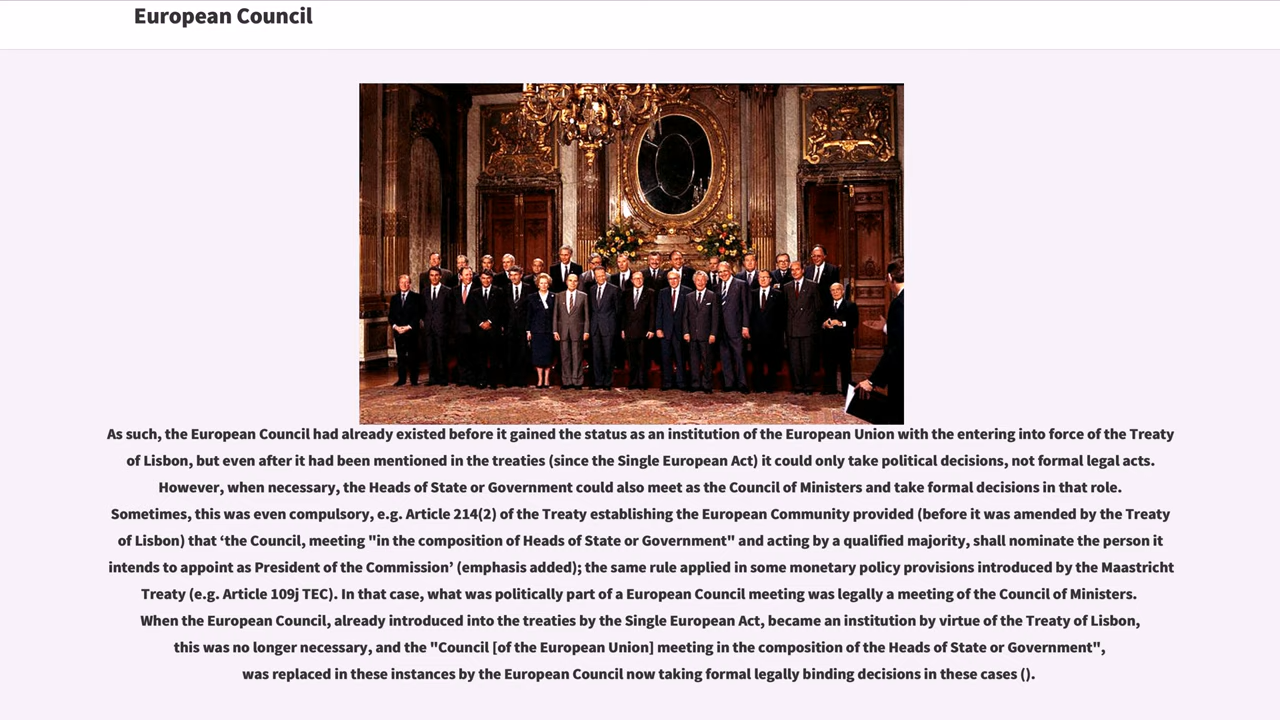 European Council
As such, the European Council had already existed before it gained the status as an institution of the European Union with the entering into force of the Treaty
of Lisbon, but even after it had been mentioned in the treaties (since the Single European Act) it could only take political decisions, not formal legal acts.
However, when necessary, the Heads of State or Government could also meet as the Council of Ministers and take formal decisions in that role.
Sometimes, this was even compulsory, e.g. Article 214(2) of the Treaty establishing the European Community provided (before it was amended by the Treaty
of Lisbon) that ‘the Council, meeting "in the composition of Heads of State or Government" and acting by a qualified majority, shall nominate the person it
intends to appoint as President of the Commission’ (emphasis added); the same rule applied in some monetary policy provisions introduced by the Maastricht
Treaty (e.g. Article 109j TEC). In that case, what was politically part of a European Council meeting was legally a meeting of the Council of Ministers.
When the European Council, already introduced into the treaties by the Single European Act, became an institution by virtue of the Treaty of Lisbon,
this was no longer necessary, and the "Council [of the European Union] meeting in the composition of the Heads of State or Government",
was replaced in these instances by the European Council now taking formal legally binding decisions in these cases ().